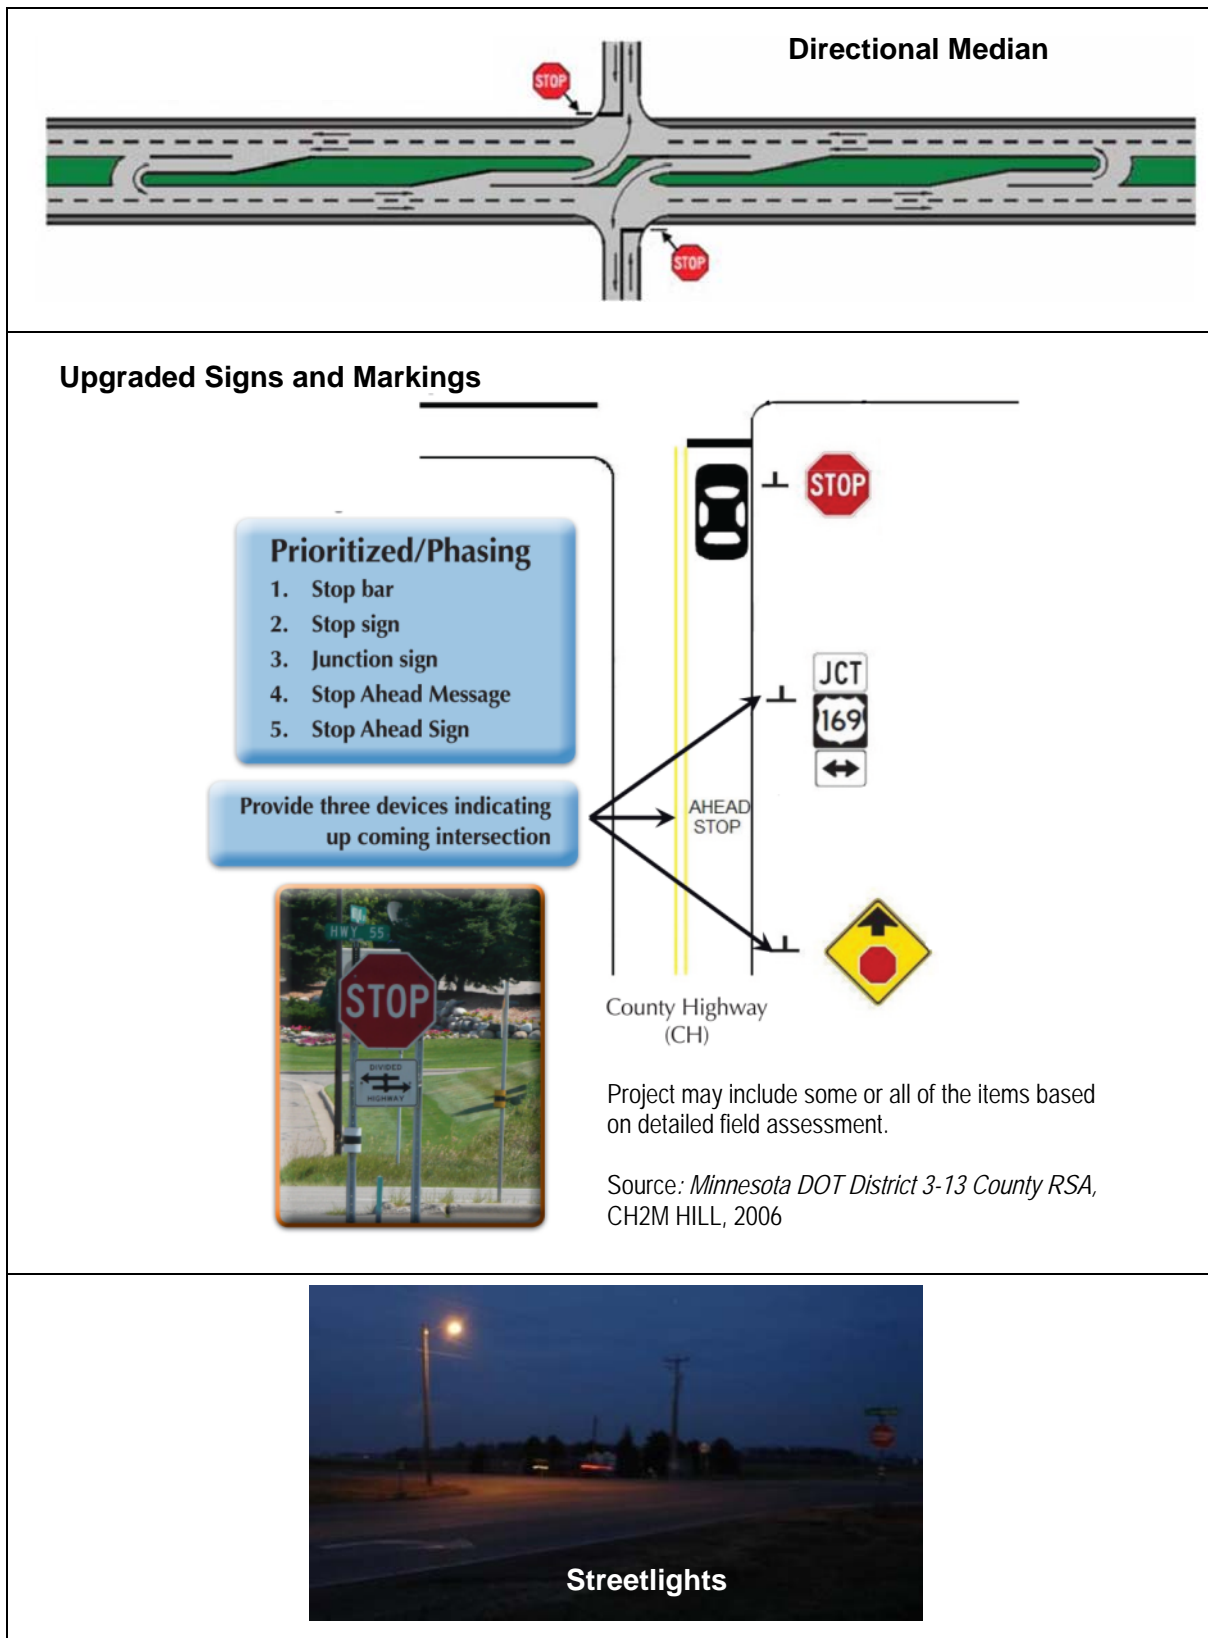 Directional Median
STOP
STOP
Upgraded Signs and Markings
STOP
Prioritized/Phasing
1. Stop bar
2. Stop sign
3. Junction sign
4. Stop Ahead Message
5. Stop Ahead Sign
JCT
169
Provide three devices indicating
up coming intersection
AHEAD
STOP
HWY 55
STOP
DIVIDED
HIGHWAY
County Highway
(CH)
Project may include some or all of the items based
on detailed field assessment.
Source: Minnesota DOT District 3-13 County RSA,
CH2M HILL, 2006
STOP
Streetlights